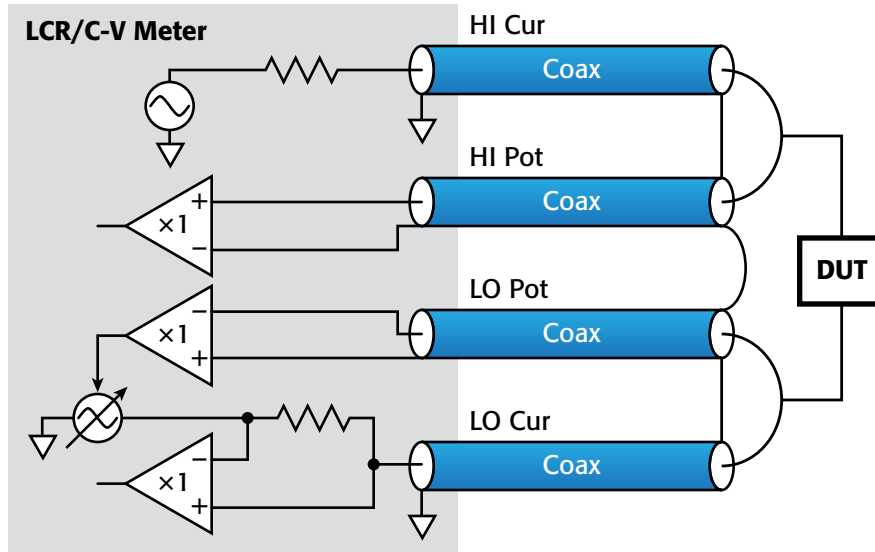 LCR/C-V Meter
HI Cur
Coax
HI Pot
Coax
+
×1
−
DUT
LO Pot
Coax
−
×1
+
LO Cur
Coax
−
×1
+